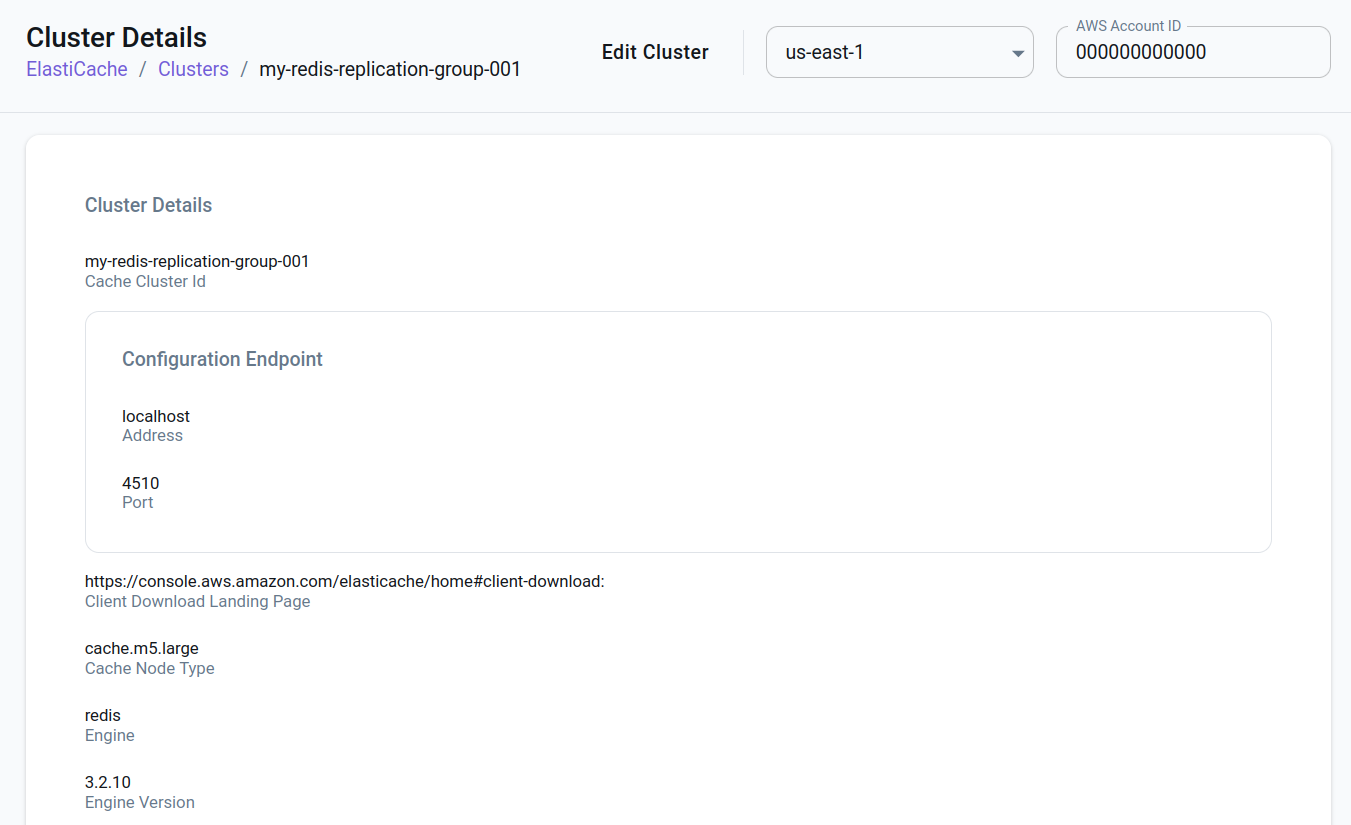 Cluster Details
ElastiCache / Clusters / my-redis-replication-group-001
Edit Cluster
us-east-1
AWS Account ID
000000000000
Cluster Details
my-redis-replication-group-001
Cache Cluster Id
Configuration Endpoint
localhost
Address
4510
Port
https://console.aws.amazon.com/elasticache/home#client-download:
Client Download Landing Page
cache.m5.large
Cache Node Type
redis
Engine
3.2.10
Engine Version